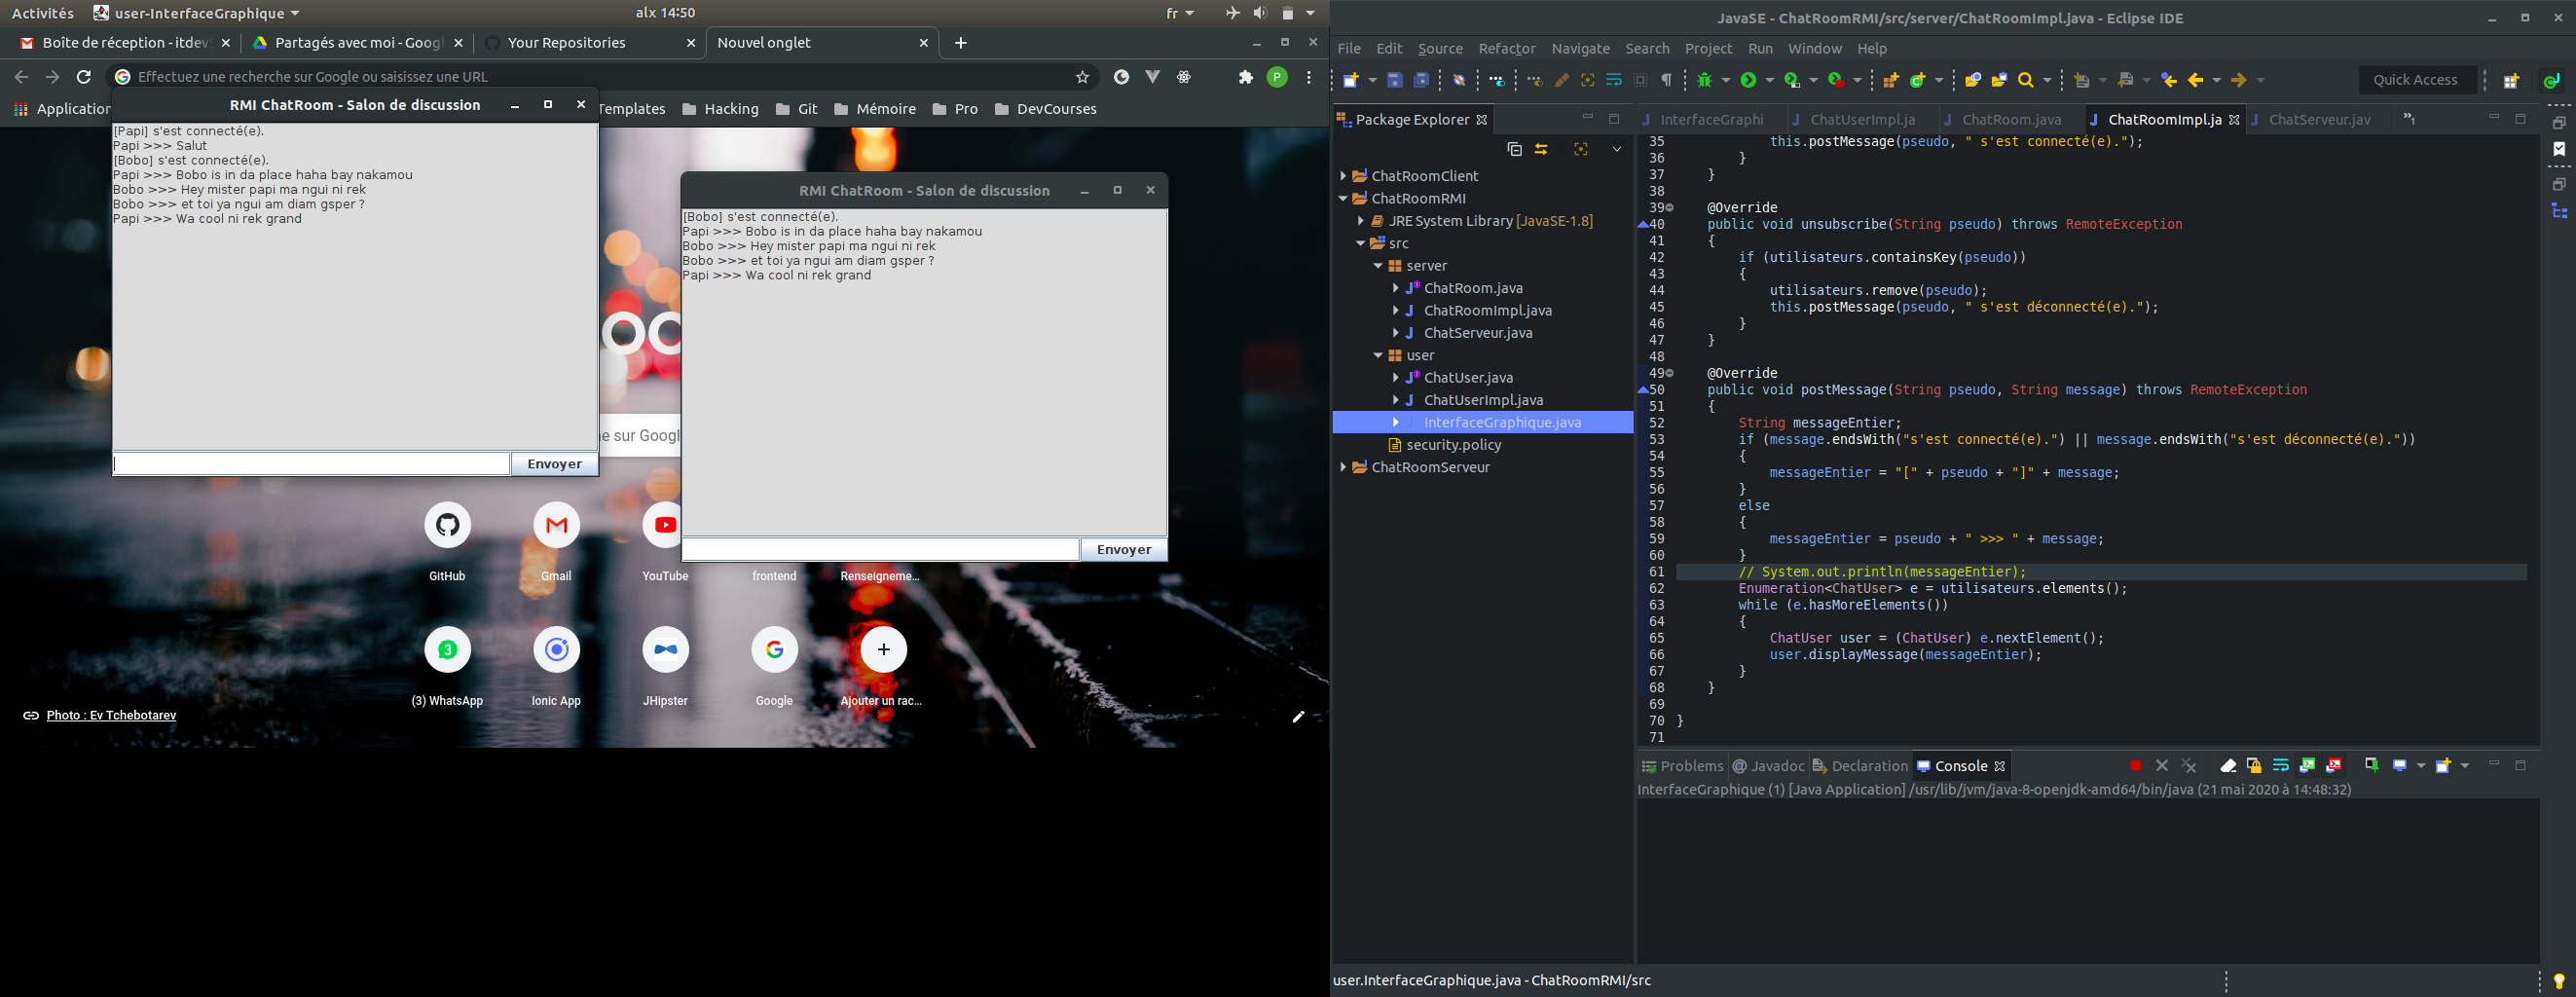 Activités
user-InterfaceGraphique
alx 14:50
fr
Boîte de réception - itdev
Partagés avec moi - Goog
Your Repositories
Nouvel onglet
Effectuez une recherche sur Google ou saisissez une URL
P
Application
Templates
Hacking
Git
Mémoire
Pro
DevCourses
RMI ChatRoom - Salon de discussion
[Papi] s'est connecté(e).
Papi >>> Salut
[Bobo] s'est connecté(e).
Papi >>> Bobo is in da place haha bay nakamou
Bobo >>> Hey mister papi ma ngui ni rek
Bobo >>> et toi ya ngui am diam gsper ?
Papi >>> Wa cool ni rek grand
Envoyer
RMI ChatRoom - Salon de discussion
[Bobo] s'est connecté(e).
Papi >>> Bobo is in da place haha bay nakamou
Bobo >>> Hey mister papi ma ngui ni rek
Bobo >>> et toi ya ngui am diam gsper ?
Papi >>> Wa cool ni rek grand
Envoyer
ne sur Googl
GitHub
Gmail
YouTube
frontend
Renseigneme...
3
(3) WhatsApp
Ionic App
JHipster
Google
Ajouter un rac...
Photo : Ev Tchebotarev
JavaSE - ChatRoomRMI/src/server/ChatRoomImpl.java - Eclipse IDE
File Edit Source Refactor Navigate Search Project Run Window Help
Quick Access
Package Explorer
ChatRoomClient
ChatRoomRMI
JRE System Library [JavaSE-1.8]
src
server
ChatRoom.java
ChatRoomImpl.java
ChatServeur.java
user
ChatUser.java
ChatUserImpl.java
InterfaceGraphique.java
security.policy
ChatRoomServeur
InterfaceGraphi
ChatUserImpl.ja
ChatRoom.java
ChatRoomImpl.ja
ChatServeur.jav
»1
35 this.postMessage(pseudo, " s'est connecté(e).");
36 }
37 }
38
39 @Override
40 public void unsubscribe(String pseudo) throws RemoteException
41 {
42 if (utilisateurs.containsKey(pseudo))
43 {
44 utilisateurs.remove(pseudo);
45 this.postMessage(pseudo, " s'est déconnecté(e).");
46 }
47 }
48
49 @Override
50 public void postMessage(String pseudo, String message) throws RemoteException
51 {
52 String messageEntier;
53 if (message.endsWith("s'est connecté(e).") || message.endsWith("s'est déconnecté(e)."))
54 {
55 messageEntier = "[" + pseudo + "]" + message;
56 }
57 else
58 {
59 messageEntier = pseudo + " >>> " + message;
60 }
61 // System.out.println(messageEntier);
62 Enumeration<ChatUser> e = utilisateurs.elements();
63 while (e.hasMoreElements())
64 {
65 ChatUser user = (ChatUser) e.nextElement();
66 user.displayMessage(messageEntier);
67 }
68 }
69
70 }
71
Problems
Javadoc
Declaration
Console
InterfaceGraphique (1) [Java Application] /usr/lib/jvm/java-8-openjdk-amd64/bin/java (21 mai 2020 à 14:48:32)
user.InterfaceGraphique.java - ChatRoomRMI/src